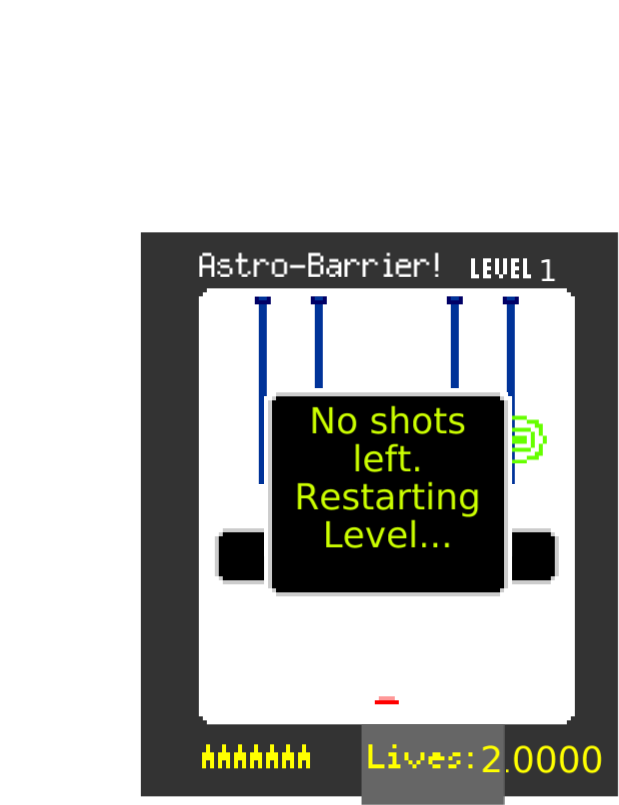 Astro-Barrier! LEVEL 1
No shots
left.
Restarting
Level...
Lives:2.0000